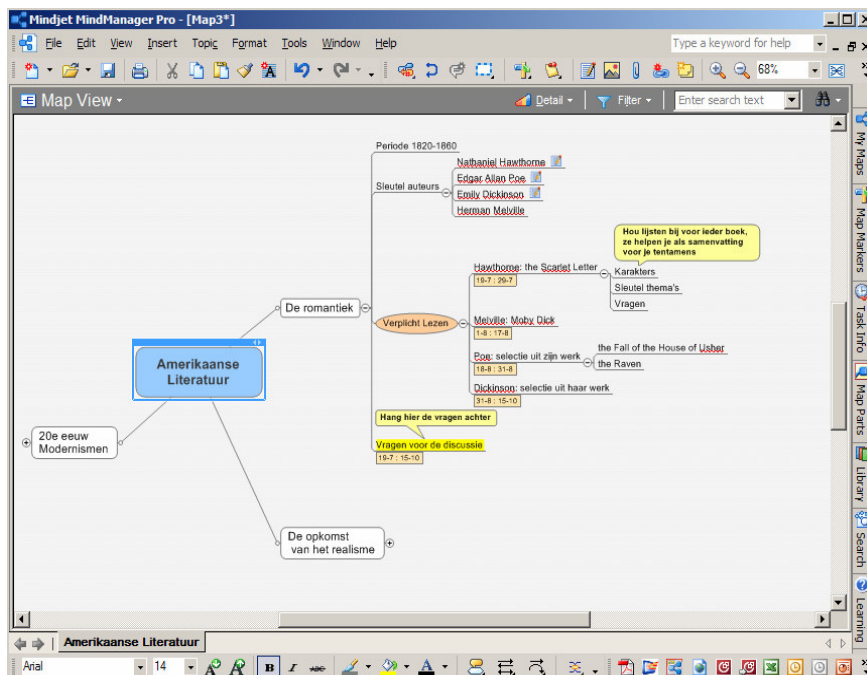 Mindjet MindManager Pro - [Map3*]
File Edit View Insert Topic Format Tools Window Help
Type a keyword for help
68%
Map View
Detail
Filter
Enter search text
Periode 1820-1860
Sleutel auteurs
Nathaniel Hawthorne
Edgar Allan Poe
Emily Dickinson
Herman Melville
Hou lijsten bij voor ieder boek,
ze helpen je als samenvatting
voor je tentamens
Hawthorne: the Scarlet Letter
19-7 : 29-7
Karakters
Sleutel thema's
Vragen
De romantiek
Verplicht Lezen
Melville: Moby Dick
1-8 : 17-8
Poe: selectie uit zijn werk
18-8 : 31-8
the Fall of the House of Usher
the Raven
Dickinson: selectie uit haar werk
31-8 : 15-10
Amerikaanse
Literatuur
Hang hier de vragen achter
Vragen voor de discussie
19-7 : 15-10
20e eeuw
Modernismen
De opkomst
van het realisme
My Maps
Map Markers
Task Info
Map Parts
Library
Search
Learning
Amerikaanse Literatuur
Arial
14
B I abc
A